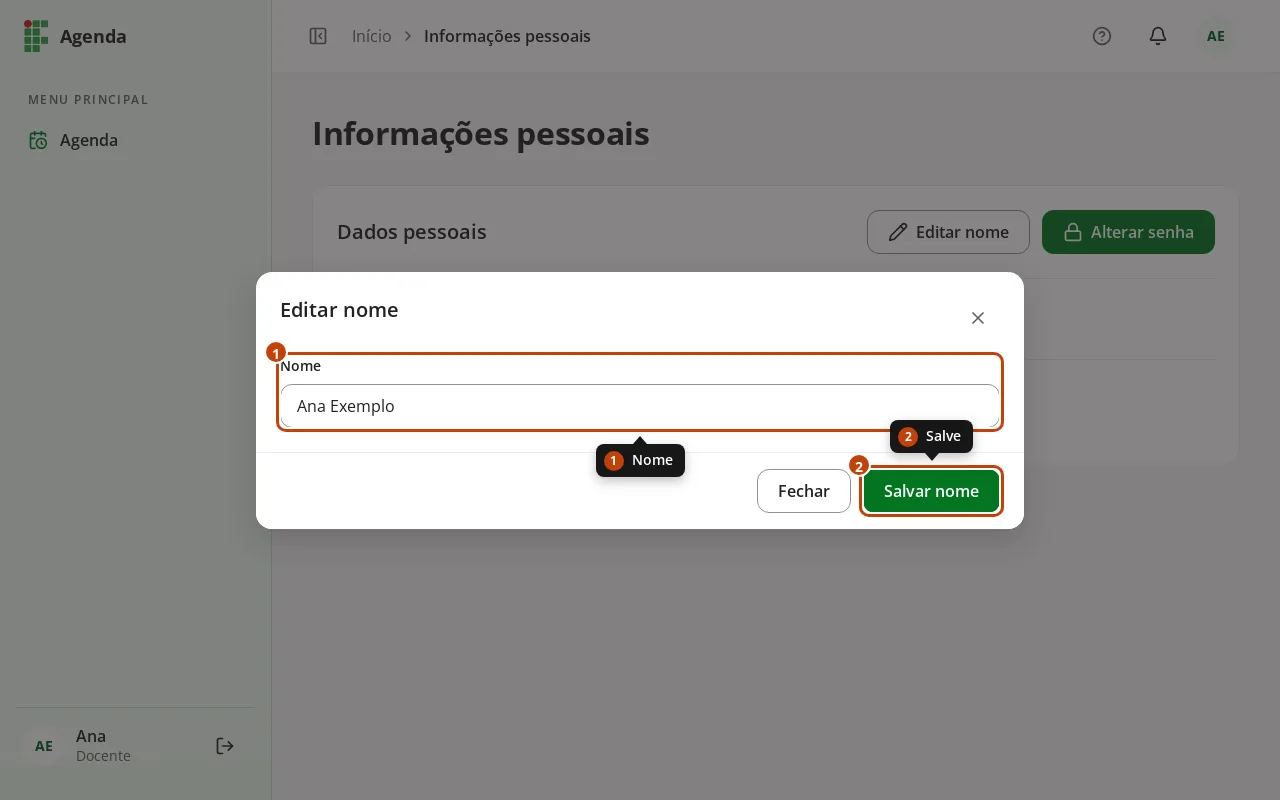 Agenda
Início
Informações pessoais
AE
MENU PRINCIPAL
Agenda
Informações pessoais
Dados pessoais
Editar nome
Alterar senha
Editar nome
1
Nome
Ana Exemplo
2 Salve
1 Nome
2
Fechar
Salvar nome
AE
Ana
Docente